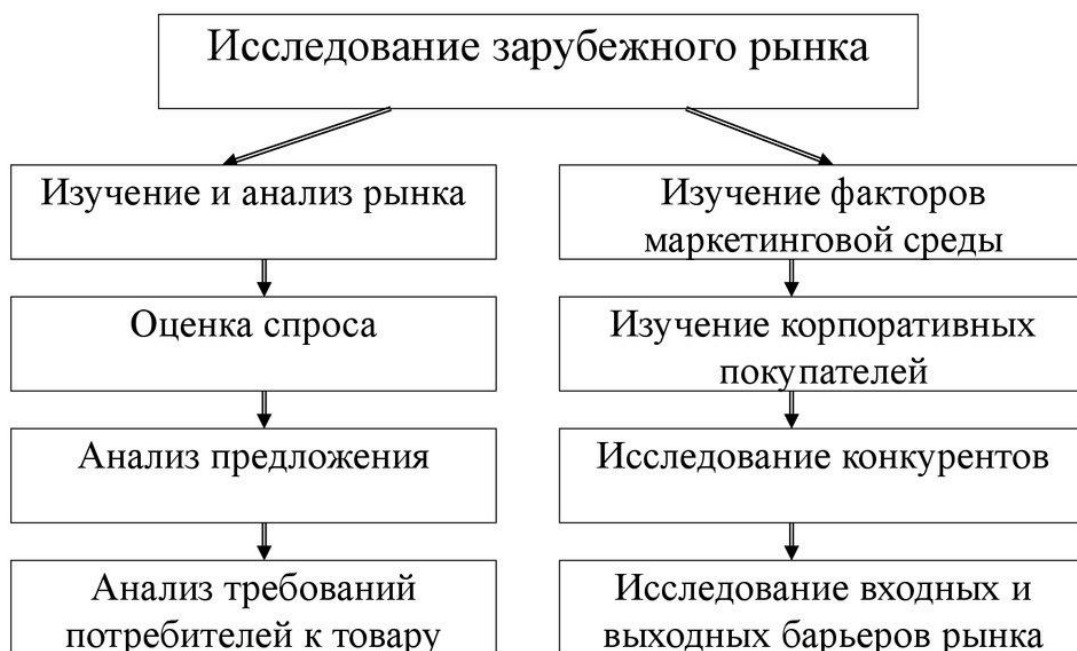 Исследование зарубежного рынка
Изучение и анализ рынка
Оценка спроса
Анализ предложения
Анализ требований
потребителей к товару
Изучение факторов
маркетинговой среды
Изучение корпоративных
покупателей
Исследование конкурентов
Исследование входных и
выходных барьеров рынка